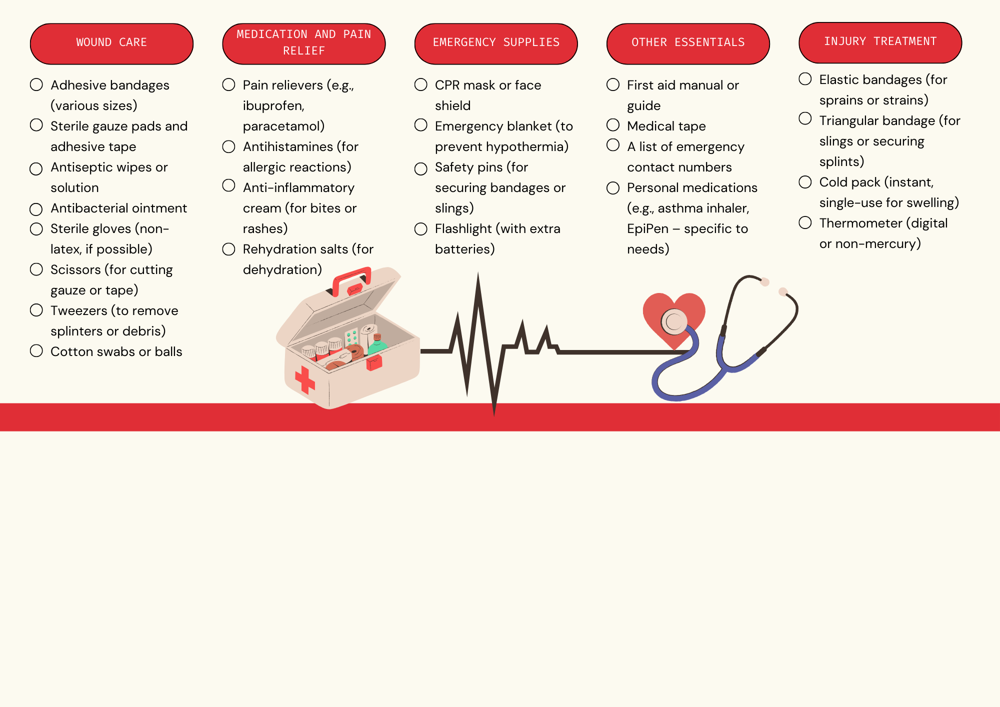 WOUND CARE
Adhesive bandages
(various sizes)
Sterile gauze pads and
adhesive tape
Antiseptic wipes or
solution
Antibacterial ointment
Sterile gloves (non-
latex, if possible)
Scissors (for cutting
gauze or tape)
Tweezers (to remove
splinters or debris)
Cotton swabs or balls
MEDICATION AND PAIN
RELIEF
Pain relievers (e.g.,
ibuprofen,
paracetamol)
Antihistamines (for
allergic reactions)
Anti-inflammatory
cream (for bites or
rashes)
Rehydration salts (for
dehydration)
EMERGENCY SUPPLIES
CPR mask or face
shield
Emergency blanket (to
prevent hypothermia)
Safety pins (for
securing bandages or
slings)
Flashlight (with extra
batteries)
OTHER ESSENTIALS
First aid manual or
guide
Medical tape
A list of emergency
contact numbers
Personal medications
(e.g., asthma inhaler,
EpiPen – specific to
needs)
INJURY TREATMENT
Elastic bandages (for
sprains or strains)
Triangular bandage (for
slings or securing
splints)
Cold pack (instant,
single-use for swelling)
Thermometer (digital
or non-mercury)